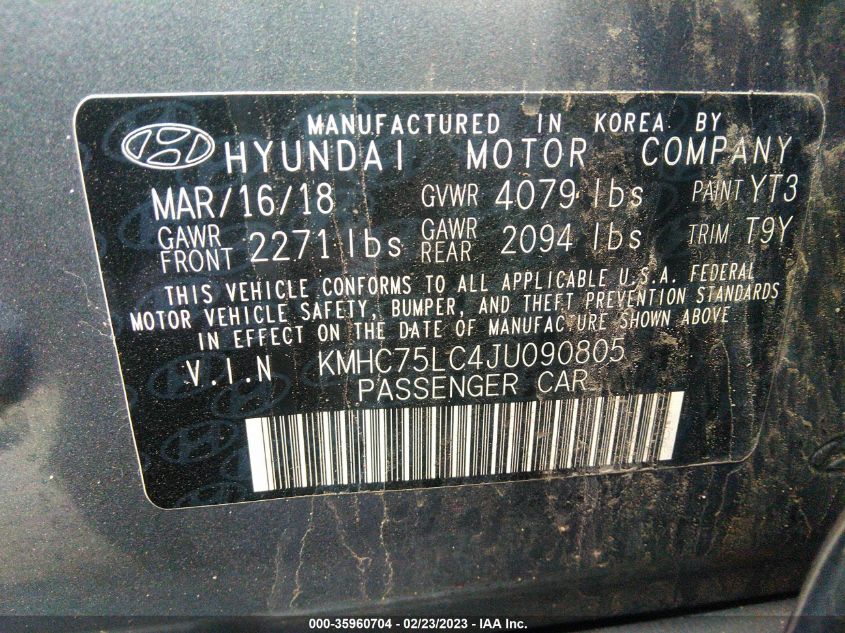 MANUFACTURED IN KOREA BY
HYUNDAI MOTOR COMPANY
MAR/16/18 GVWR 4079 lbs PAINT YT3
GAWR FRONT 2271 lbs GAWR REAR 2094 lbs TRIM T9Y
THIS VEHICLE CONFORMS TO ALL APPLICABLE U.S.A. FEDERAL
MOTOR VEHICLE SAFETY, BUMPER, AND THEFT PREVENTION STANDARDS
IN EFFECT ON THE DATE OF MANUFACTURE SHOWN ABOVE
V.I.N KMHC75LC4JU090805
PASSENGER CAR
000-35960704 - 02/23/2023 - IAA Inc.